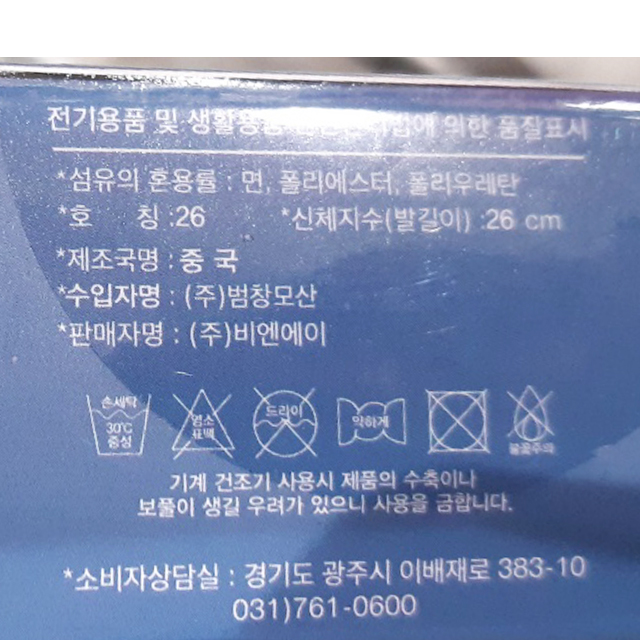 전기용품 및 생활용품 위한 품질표시
*섬유의 혼용률 : 면, 폴리에스터, 폴리우레탄
*호 칭 :26 *신체지수(발길이) :26 cm
*제조국명 : 중 국
*수입자명 : (주)범창모산
*판매자명 : (주)비엔에이
손세탁 염소 드라이 약하게
30℃ 표백
중성 불꽃주의
기계 건조기 사용시 제품의 수축이나
보풀이 생길 우려가 있으니 사용을 금합니다.
*소비자상담실 : 경기도 광주시 이배재로 383-10
031)761-0600